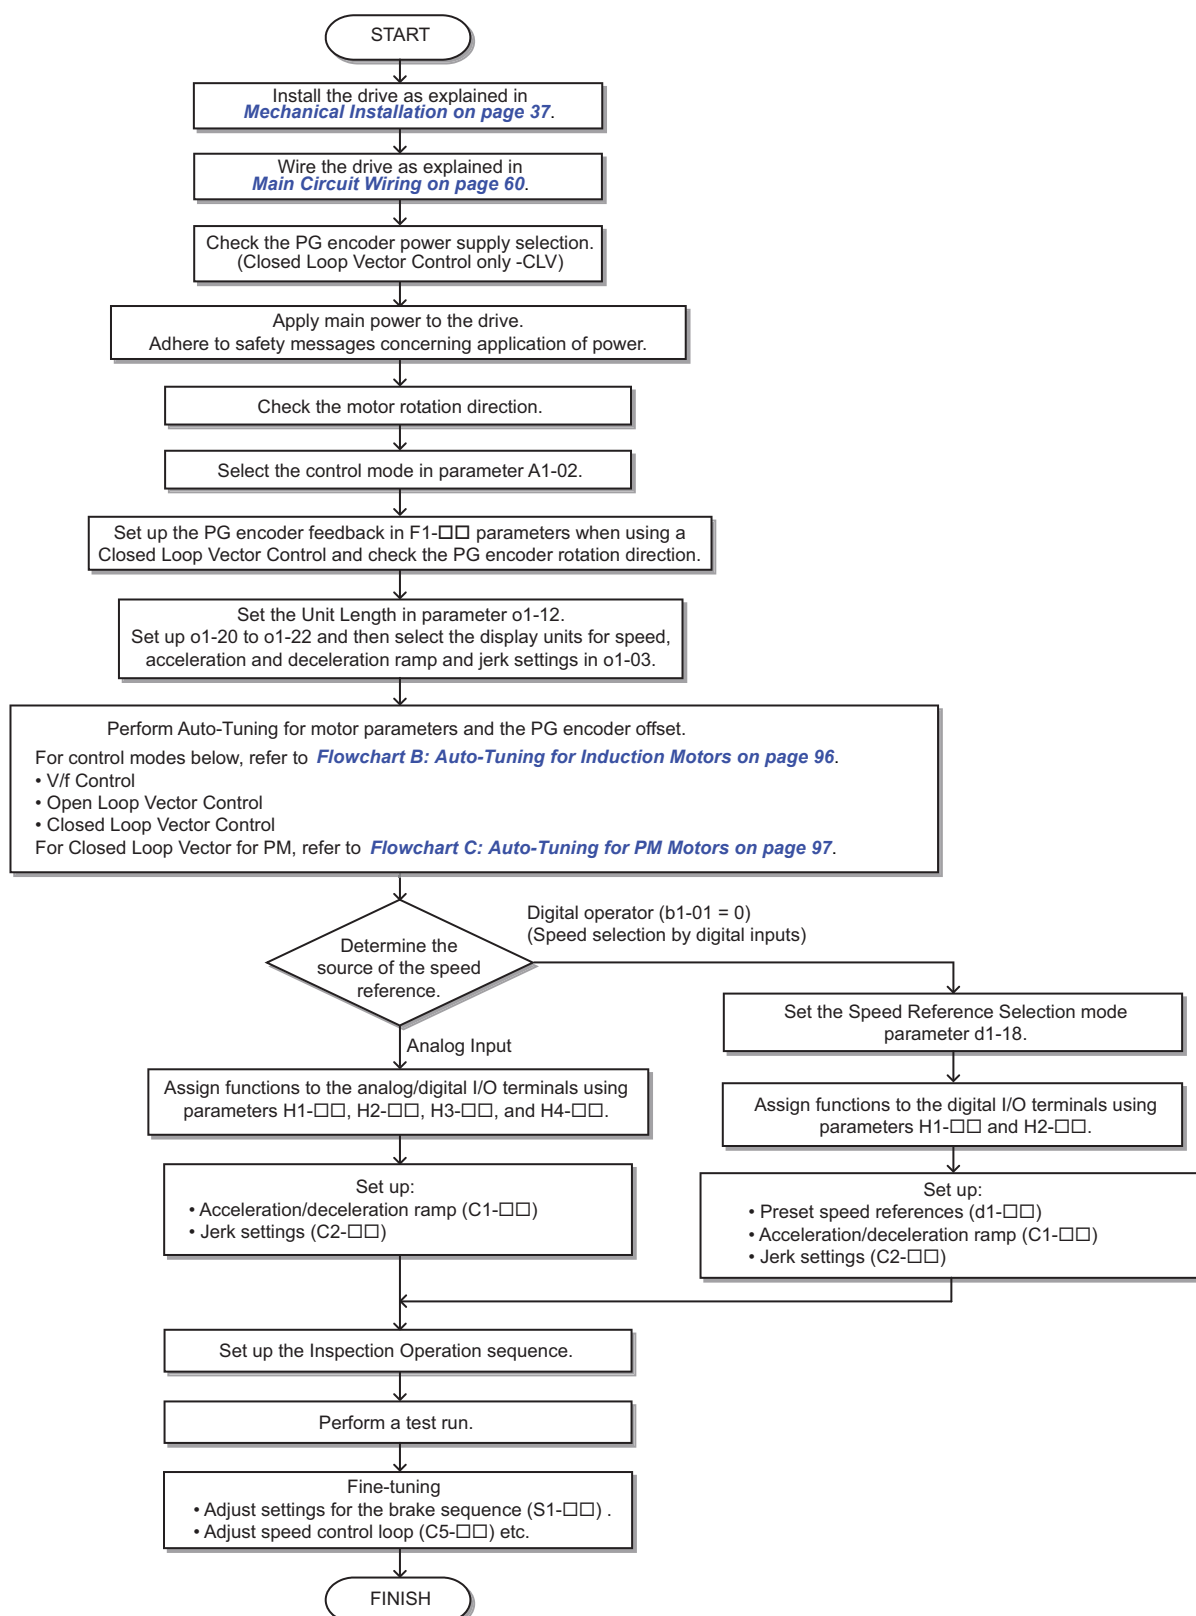 START
Install the drive as explained in
Mechanical Installation on page 37.
Wire the drive as explained in
Main Circuit Wiring on page 60.
Check the PG encoder power supply selection.
(Closed Loop Vector Control only -CLV)
Apply main power to the drive.
Adhere to safety messages concerning application of power.
Check the motor rotation direction.
Select the control mode in parameter A1-02.
Set up the PG encoder feedback in F1-□□ parameters when using a
Closed Loop Vector Control and check the PG encoder rotation direction.
Set the Unit Length in parameter o1-12.
Set up o1-20 to o1-22 and then select the display units for speed,
acceleration and deceleration ramp and jerk settings in o1-03.
Perform Auto-Tuning for motor parameters and the PG encoder offset.
For control modes below, refer to Flowchart B: Auto-Tuning for Induction Motors on page 96.
• V/f Control
• Open Loop Vector Control
• Closed Loop Vector Control
For Closed Loop Vector for PM, refer to Flowchart C: Auto-Tuning for PM Motors on page 97.
Determine the
source of the speed
reference.
Digital operator (b1-01 = 0)
(Speed selection by digital inputs)
Analog Input
Assign functions to the analog/digital I/O terminals using
parameters H1-□□, H2-□□, H3-□□, and H4-□□.
Set up:
• Acceleration/deceleration ramp (C1-□□)
• Jerk settings (C2-□□)
Set the Speed Reference Selection mode
parameter d1-18.
Assign functions to the digital I/O terminals using
parameters H1-□□ and H2-□□.
Set up:
• Preset speed references (d1-□□)
• Acceleration/deceleration ramp (C1-□□)
• Jerk settings (C2-□□)
Set up the Inspection Operation sequence.
Perform a test run.
Fine-tuning
• Adjust settings for the brake sequence (S1-□□) .
• Adjust speed control loop (C5-□□) etc.
FINISH